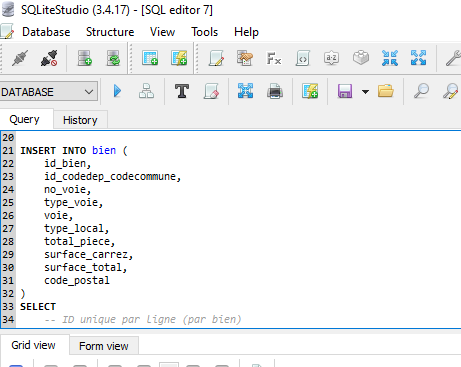 SQLiteStudio (3.4.17) - [SQL editor 7]
Database Structure View Tools Help
DATABASE
Query History
20
21 INSERT INTO bien (
22 id_bien,
23 id_codedep_codecommune,
24 no_voie,
25 type_voie,
26 voie,
27 type_local,
28 total_piece,
29 surface_carrez,
30 surface_total,
31 code_postal
32 )
33 SELECT
34 -- ID unique par ligne (par bien)
Grid view Form view